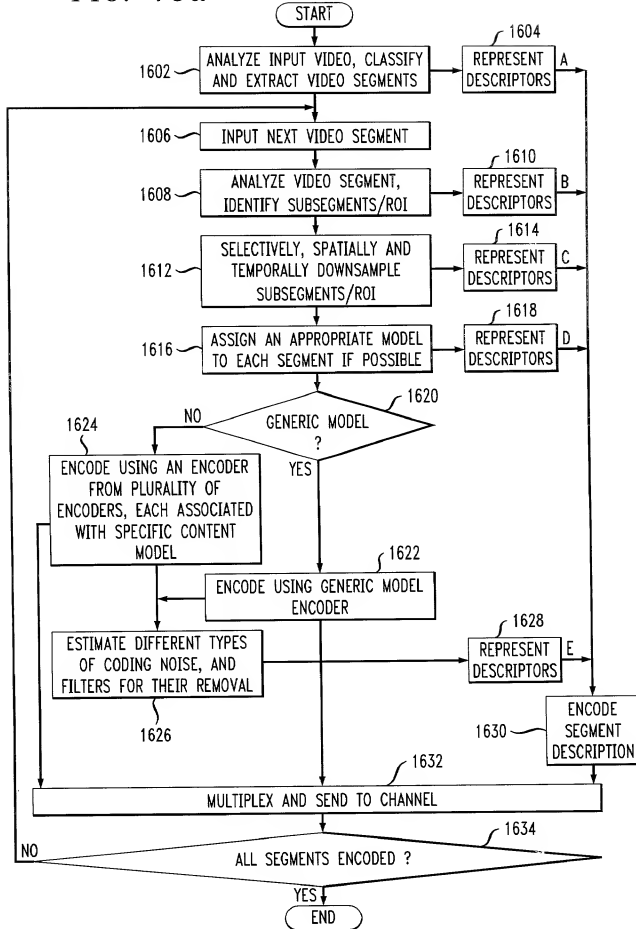 START
1602
ANALYZE INPUT VIDEO, CLASSIFY
AND EXTRACT VIDEO SEGMENTS
1604
REPRESENT
DESCRIPTORS
A
1606
INPUT NEXT VIDEO SEGMENT
1608
ANALYZE VIDEO SEGMENT,
IDENTIFY SUBSEGMENTS/ROI
1610
REPRESENT
DESCRIPTORS
B
1612
SELECTIVELY, SPATIALLY AND
TEMPORALLY DOWNSAMPLE
SUBSEGMENTS/ROI
1614
REPRESENT
DESCRIPTORS
C
1616
ASSIGN AN APPROPRIATE MODEL
TO EACH SEGMENT IF POSSIBLE
1618
REPRESENT
DESCRIPTORS
D
1620
GENERIC MODEL
?
NO
YES
1624
ENCODE USING AN ENCODER
FROM PLURALITY OF
ENCODERS, EACH ASSOCIATED
WITH SPECIFIC CONTENT
MODEL
1622
ENCODE USING GENERIC MODEL
ENCODER
ESTIMATE DIFFERENT TYPES
OF CODING NOISE, AND
FILTERS FOR THEIR REMOVAL
1626
1628
REPRESENT
DESCRIPTORS
E
1630
ENCODE
SEGMENT
DESCRIPTION
1632
MULTIPLEX AND SEND TO CHANNEL
1634
ALL SEGMENTS ENCODED ?
NO
YES
END